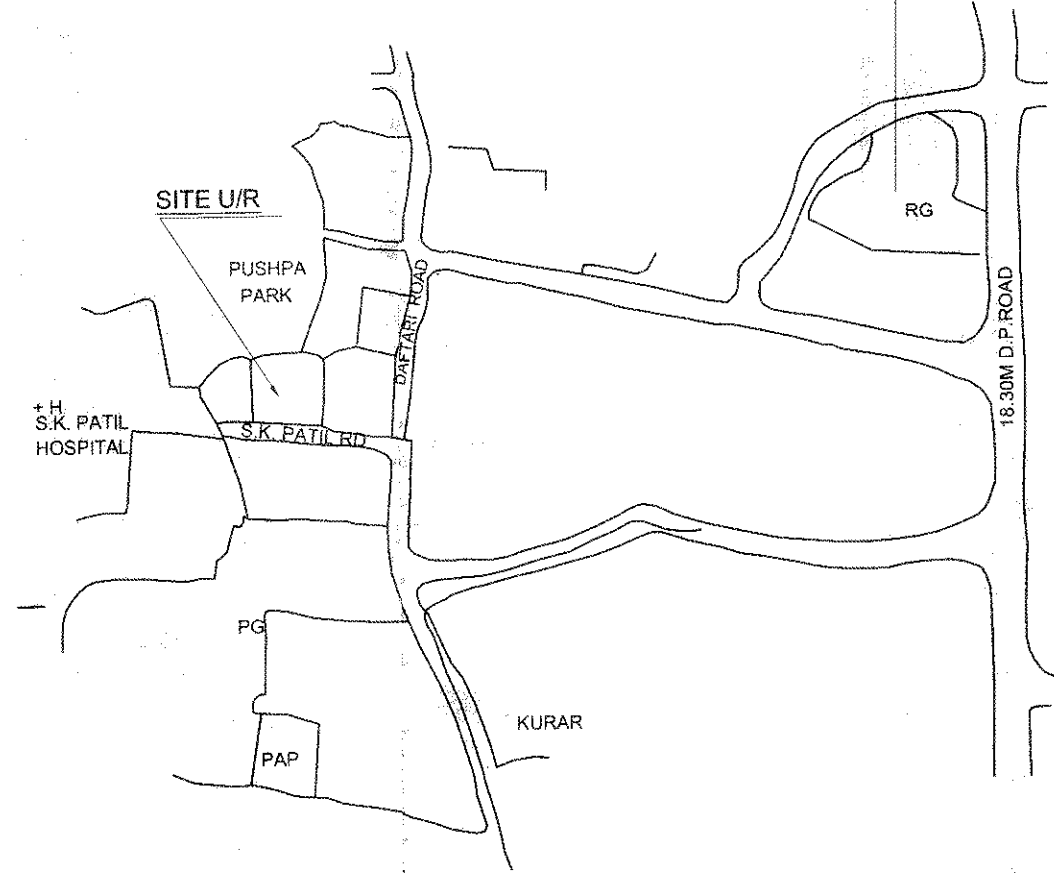 SITE U/R
RG
PUSHPA
PARK
DAFTARI ROAD
18.30M D.P.ROAD
+ H
S.K. PATIL
HOSPITAL
S.K. PATIL RD
PG
KURAR
PAP